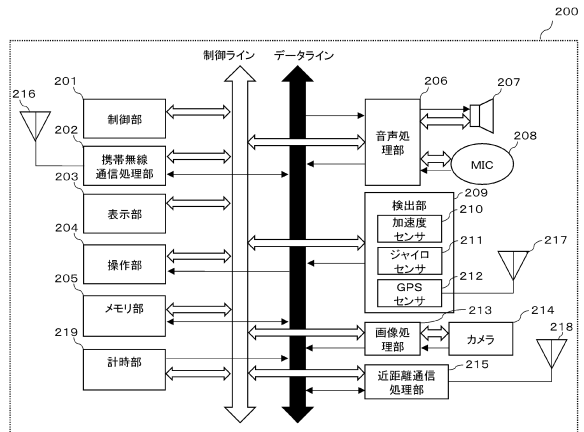 200
制御ライン
データライン
201
制御部
216
202
携帯無線
通信処理部
203
表示部
204
操作部
205
メモリ部
219
計時部
206
音声処
理部
207
208
MIC
209
検出部
210
加速度
センサ
211
ジャイロ
センサ
212
GPS
センサ
217
213
画像処
理部
214
カメラ
218
215
近距離通信
処理部